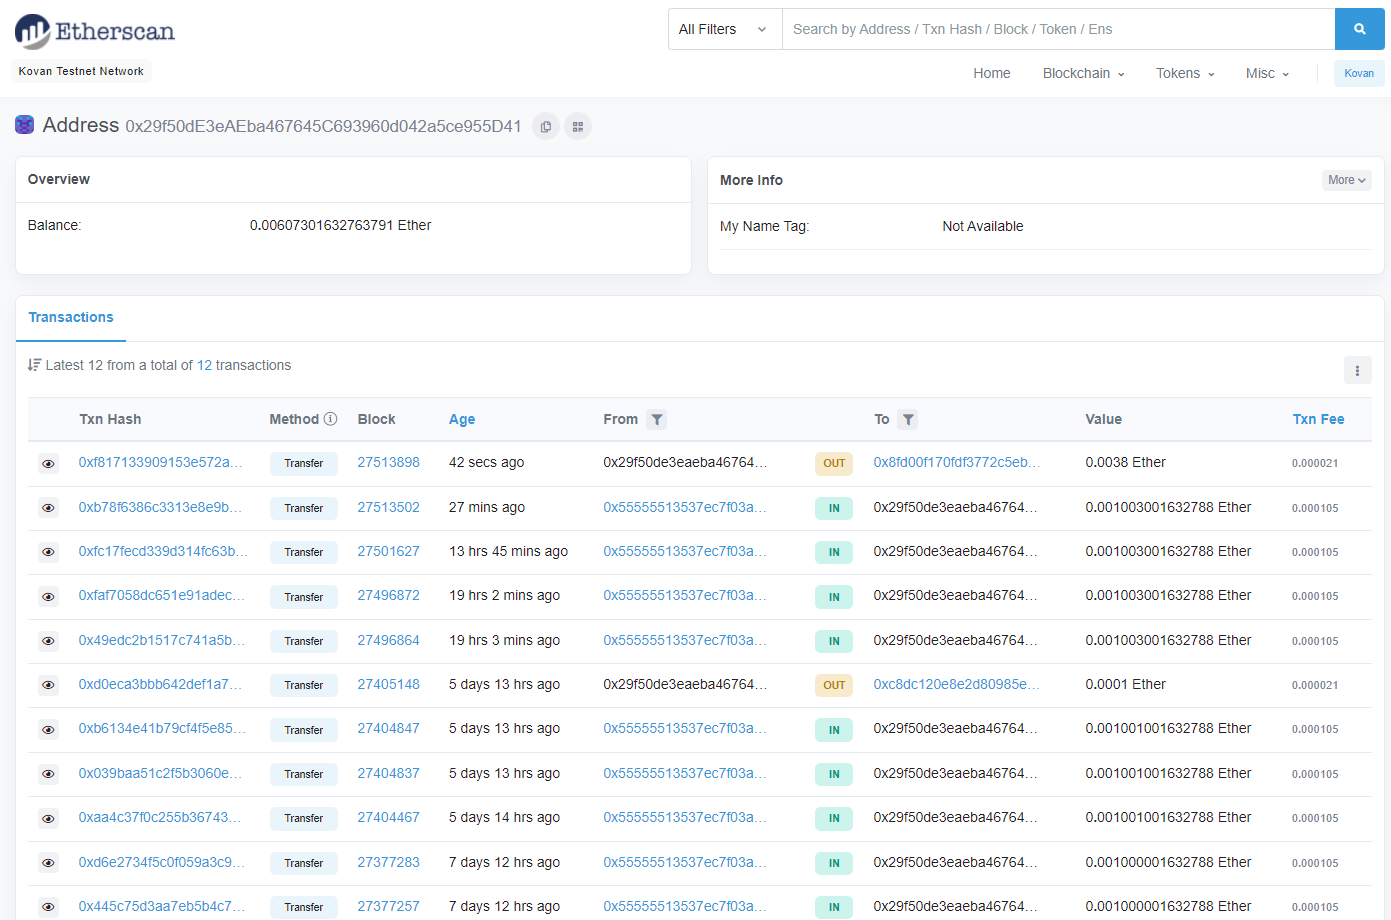 Etherscan
All Filters
Search by Address / Txn Hash / Block / Token / Ens
Kovan Testnet Network
Home Blockchain Tokens Misc Kovan
Address 0x29f50dE3eAEba467645C693960d042a5ce955D41
Overview
Balance: 0.00607301632763791 Ether
More Info More
My Name Tag: Not Available
Transactions
Latest 12 from a total of 12 transactions
Txn Hash Method Block Age From To Value Txn Fee
0xf817133909153e572a... Transfer 27513898 42 secs ago 0x29f50de3eaeba46764... OUT 0x8fd00f170fdf3772c5eb... 0.0038 Ether 0.000021
0xb78f6386c3313e8e9b... Transfer 27513502 27 mins ago 0x55555513537ec7f03a... IN 0x29f50de3eaeba46764... 0.001003001632788 Ether 0.000105
0xfc17fecd339d314fc63b... Transfer 27501627 13 hrs 45 mins ago 0x55555513537ec7f03a... IN 0x29f50de3eaeba46764... 0.001003001632788 Ether 0.000105
0xfaf7058dc651e91adec... Transfer 27496872 19 hrs 2 mins ago 0x55555513537ec7f03a... IN 0x29f50de3eaeba46764... 0.001003001632788 Ether 0.000105
0x49edc2b1517c741a5b... Transfer 27496864 19 hrs 3 mins ago 0x55555513537ec7f03a... IN 0x29f50de3eaeba46764... 0.001003001632788 Ether 0.000105
0xd0eca3bbb642def1a7... Transfer 27405148 5 days 13 hrs ago 0x29f50de3eaeba46764... OUT 0xc8dc120e8e2d80985e... 0.0001 Ether 0.000021
0xb6134e41b79cf4f5e85... Transfer 27404847 5 days 13 hrs ago 0x55555513537ec7f03a... IN 0x29f50de3eaeba46764... 0.001001001632788 Ether 0.000105
0x039baa51c2f5b3060e... Transfer 27404837 5 days 13 hrs ago 0x55555513537ec7f03a... IN 0x29f50de3eaeba46764... 0.001001001632788 Ether 0.000105
0xaa4c37f0c255b36743... Transfer 27404467 5 days 14 hrs ago 0x55555513537ec7f03a... IN 0x29f50de3eaeba46764... 0.001001001632788 Ether 0.000105
0xd6e2734f5c0f059a3c9... Transfer 27377283 7 days 12 hrs ago 0x55555513537ec7f03a... IN 0x29f50de3eaeba46764... 0.001000001632788 Ether 0.000105
0x445c75d3aa7eb5b4c7... Transfer 27377257 7 days 12 hrs ago 0x55555513537ec7f03a... IN 0x29f50de3eaeba46764... 0.001000001632788 Ether 0.000105